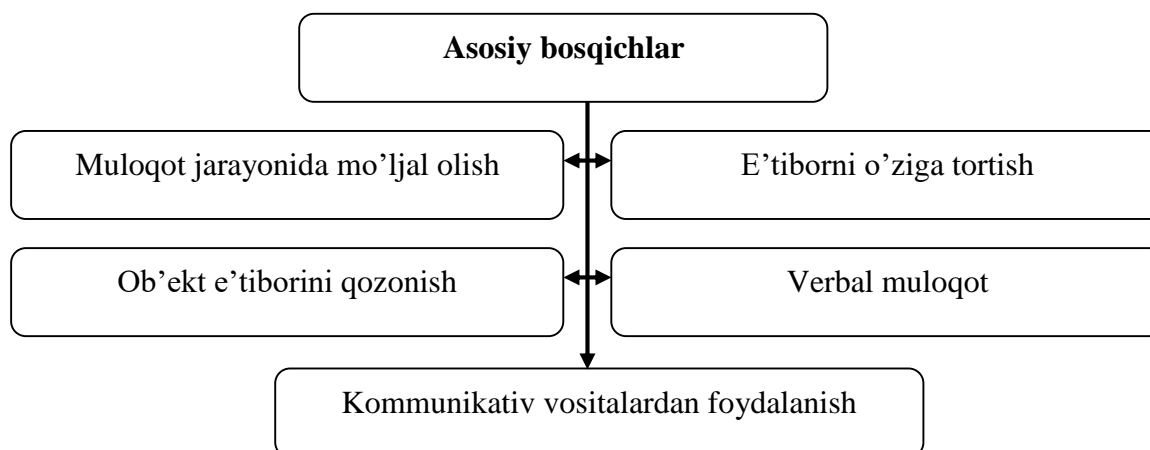 Asosiy bosqichlar
Muloqot jarayonida mo’ljal olish
E’tiborni o’ziga tortish
Ob’ekt e’tiborini qozonish
Verbal muloqot
Kommunikativ vositalardan foydalanish